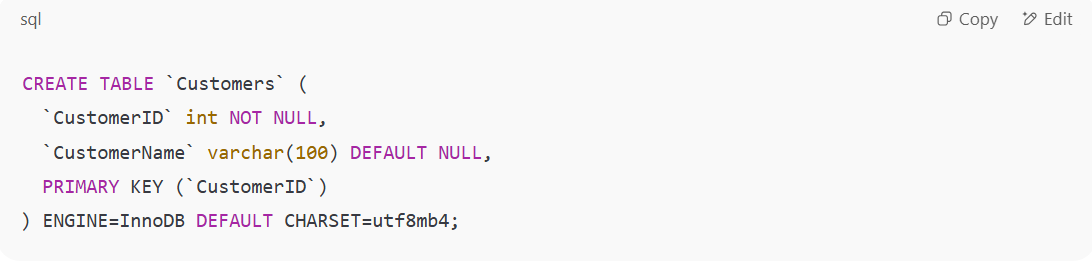 sql
Copy
Edit
CREATE TABLE `Customers` (
`CustomerID` int NOT NULL,
`CustomerName` varchar(100) DEFAULT NULL,
PRIMARY KEY (`CustomerID`)
) ENGINE=InnoDB DEFAULT CHARSET=utf8mb4;